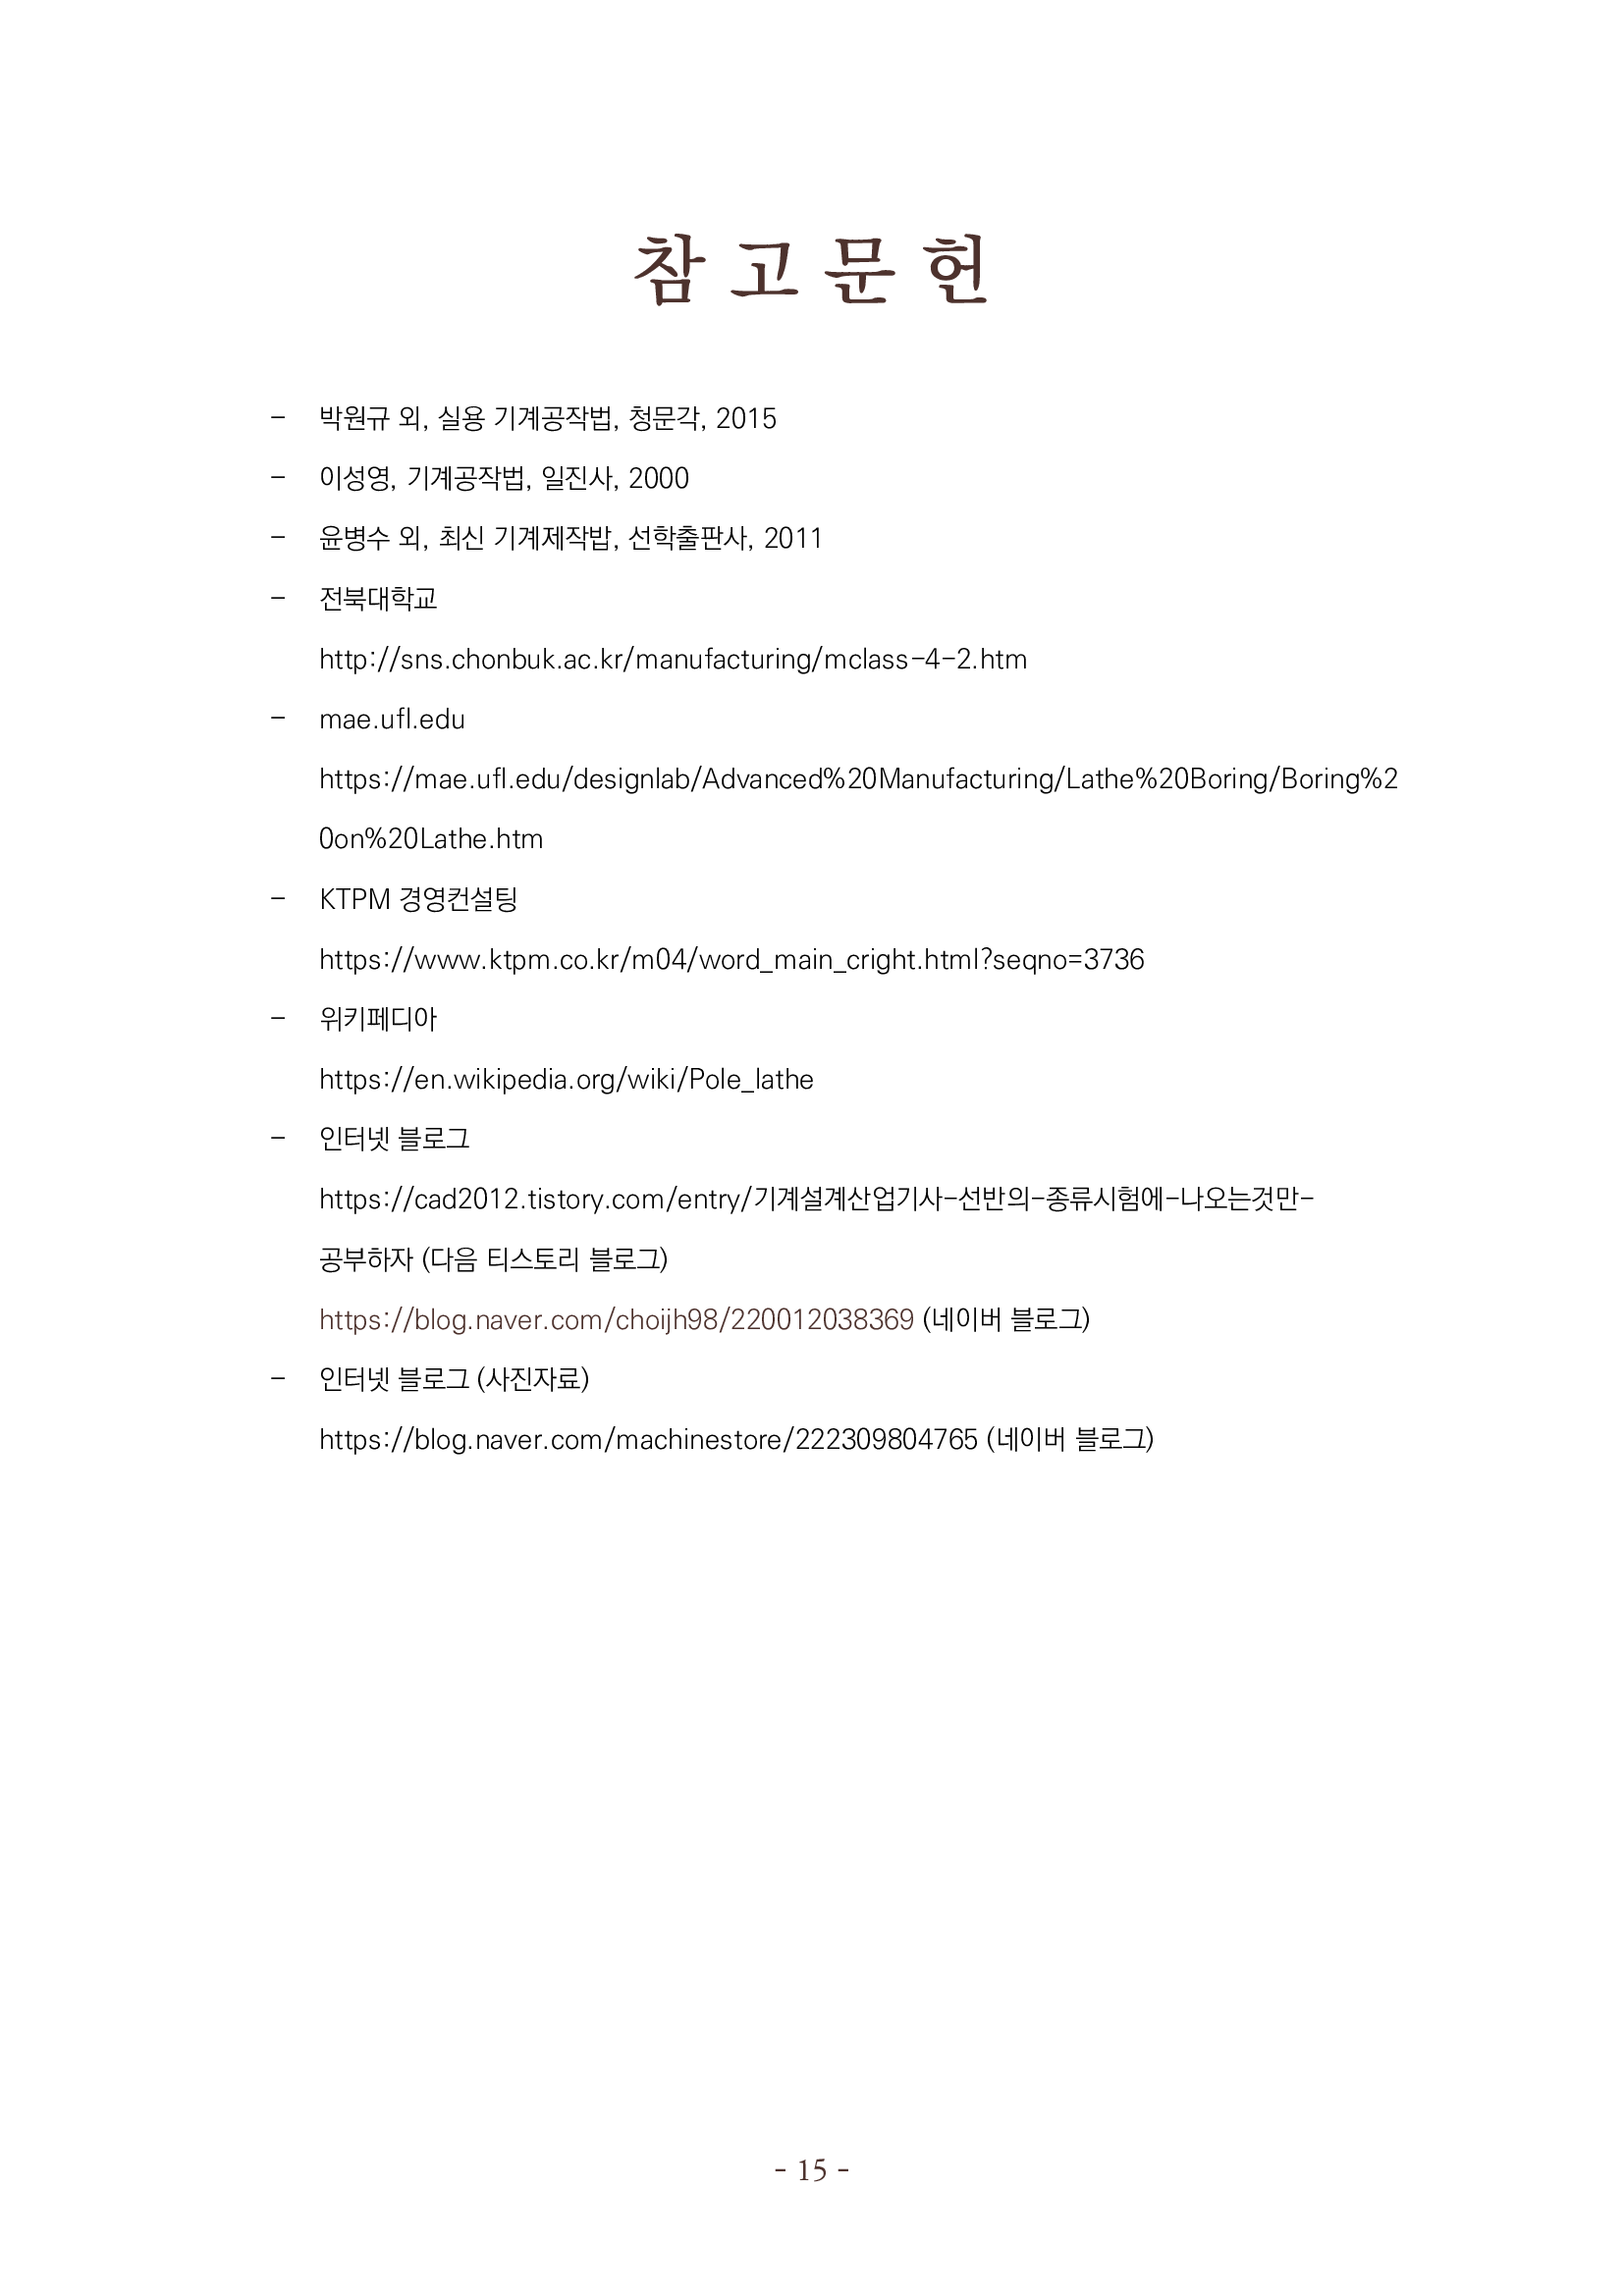 참 고 문 헌
- 박원규 외, 실용 기계공작법, 청문각, 2015
- 이성영, 기계공작법, 일진사, 2000
- 윤병수 외, 최신 기계제작밥, 선학출판사, 2011
- 전북대학교
http://sns.chonbuk.ac.kr/manufacturing/mclass-4-2.htm
- mae.ufl.edu
https://mae.ufl.edu/designlab/Advanced%20Manufacturing/Lathe%20Boring/Boring%2
0on%20Lathe.htm
- KTPM 경영컨설팅
https://www.ktpm.co.kr/m04/word_main_cright.html?seqno=3736
- 위키페디아
https://en.wikipedia.org/wiki/Pole_lathe
- 인터넷 블로그
https://cad2012.tistory.com/entry/기계설계산업기사-선반의-종류시험에-나오는것만-
공부하자 (다음 티스토리 블로그)
https://blog.naver.com/choijh98/220012038369 (네이버 블로그)
- 인터넷 블로그 (사진자료)
https://blog.naver.com/machinestore/222309804765 (네이버 블로그)
- 15 -